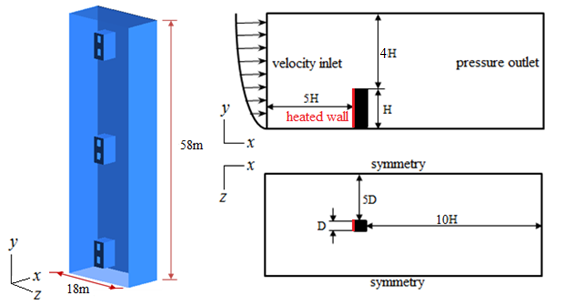 58m
18m
y
x
z
velocity inlet
pressure outlet
4H
5H
H
heated wall
y
x
x
z
symmetry
5D
D
10H
symmetry